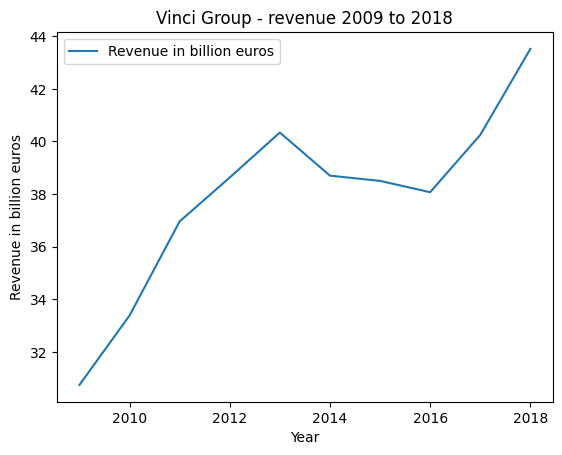 Vinci Group - revenue 2009 to 2018
Revenue in billion euros
Revenue in billion euros
44
42
40
38
36
34
32
2010 2012 2014 2016 2018
Year